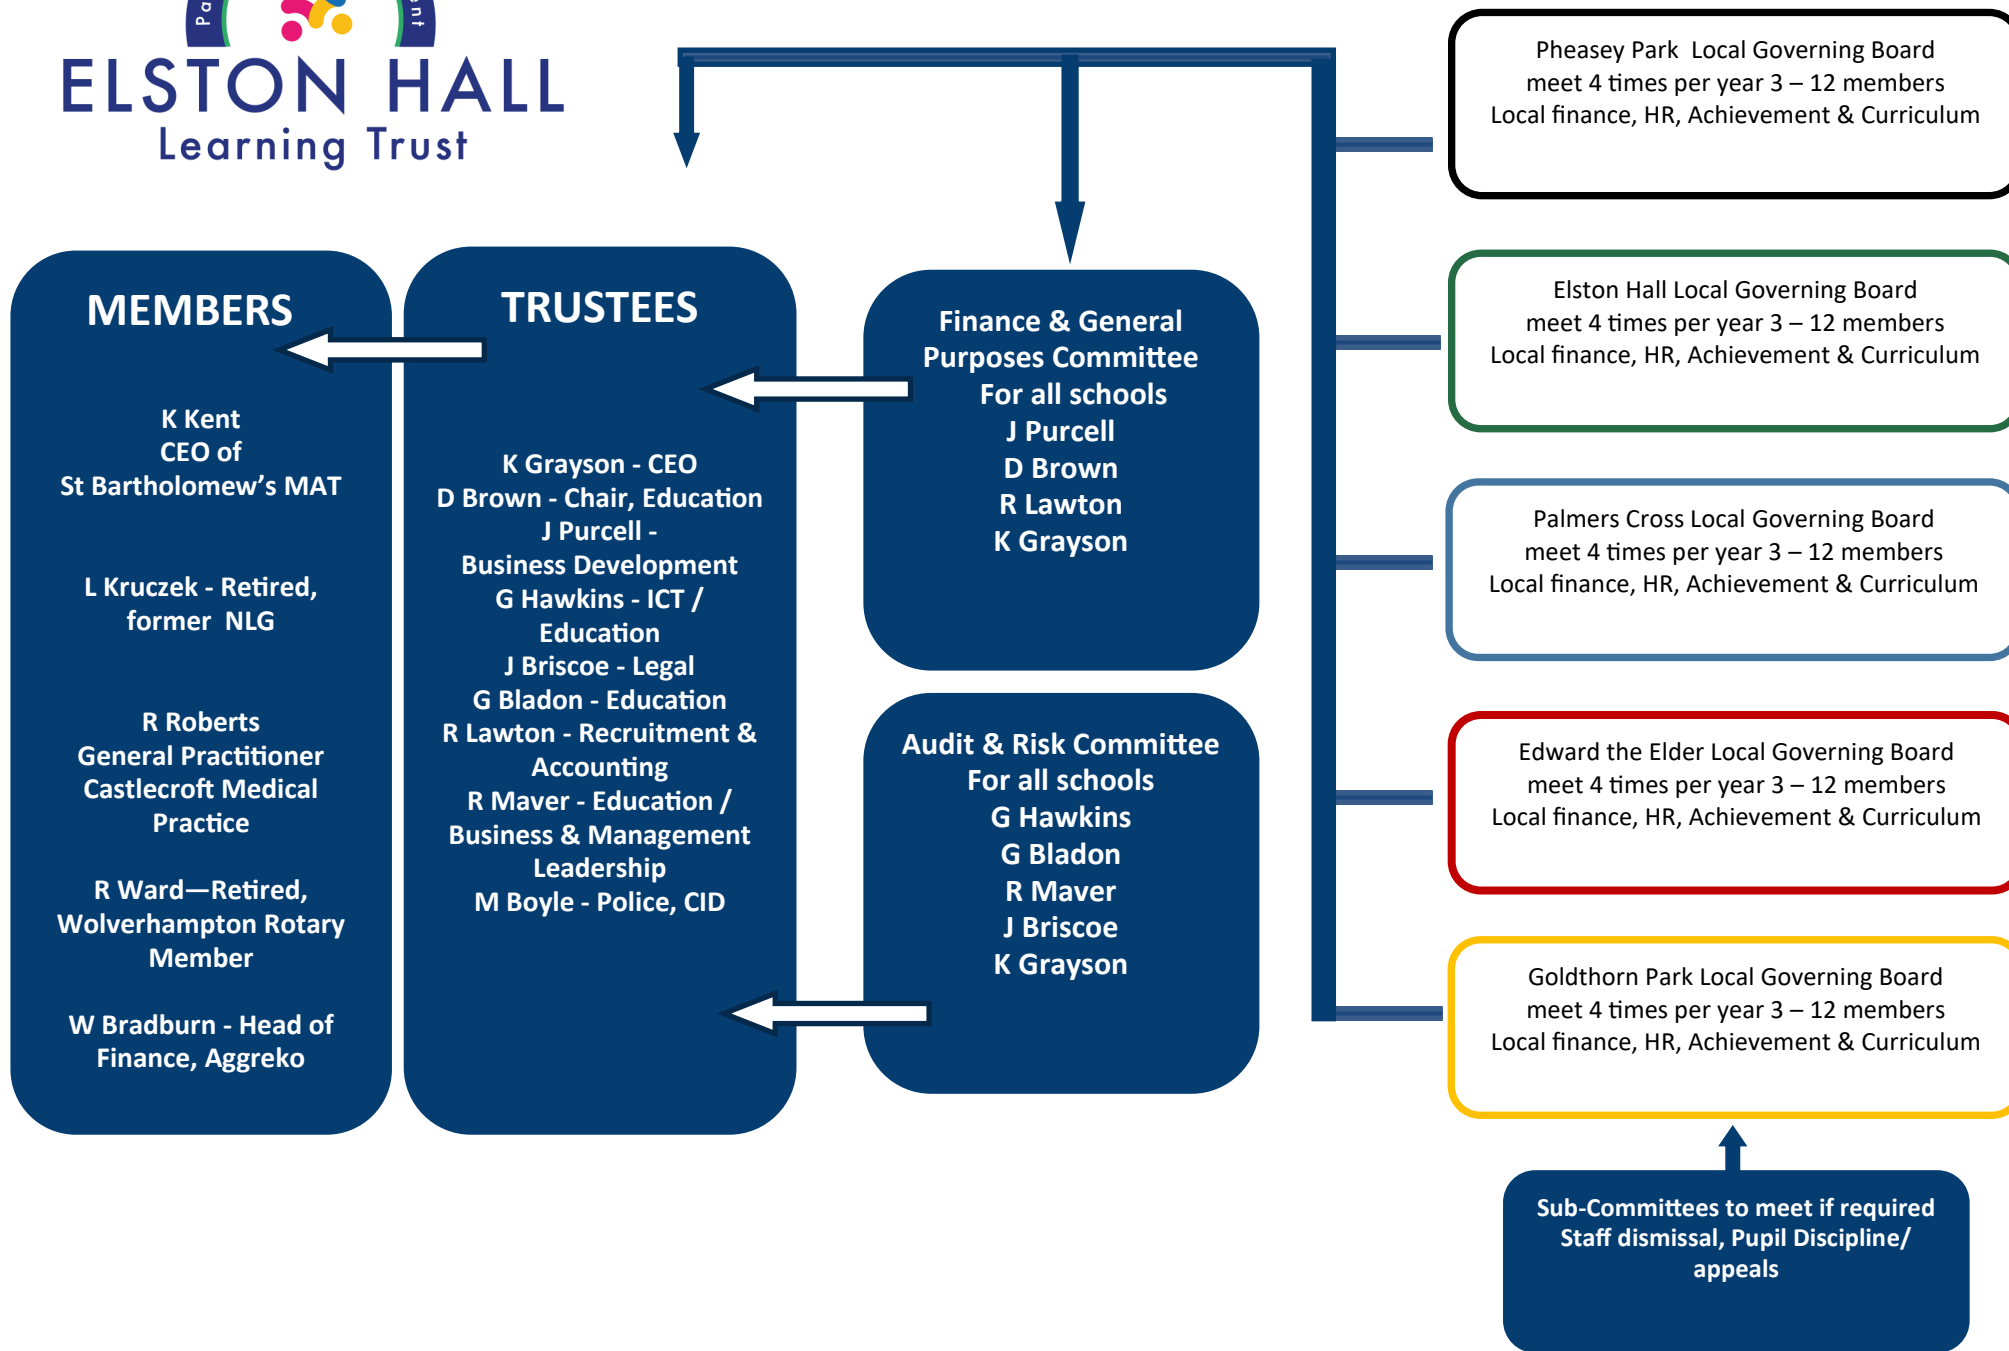 ELSTON HALL
Learning Trust
MEMBERS
K Kent
CEO of
St Bartholomew’s MAT
L Kruczek - Retired,
former NLG
R Roberts
General Practitioner
Castlecroft Medical
Practice
R Ward—Retired,
Wolverhampton Rotary
Member
W Bradburn - Head of
Finance, Aggreko
TRUSTEES
K Grayson - CEO
D Brown - Chair, Education
J Purcell -
Business Development
G Hawkins - ICT /
Education
J Briscoe - Legal
G Bladon - Education
R Lawton - Recruitment &
Accounting
R Maver - Education /
Business & Management
Leadership
M Boyle - Police, CID
Finance & General
Purposes Committee
For all schools
J Purcell
D Brown
R Lawton
K Grayson
Audit & Risk Committee
For all schools
G Hawkins
G Bladon
R Maver
J Briscoe
K Grayson
Pheasey Park Local Governing Board
meet 4 times per year 3 – 12 members
Local finance, HR, Achievement & Curriculum
Elston Hall Local Governing Board
meet 4 times per year 3 – 12 members
Local finance, HR, Achievement & Curriculum
Palmers Cross Local Governing Board
meet 4 times per year 3 – 12 members
Local finance, HR, Achievement & Curriculum
Edward the Elder Local Governing Board
meet 4 times per year 3 – 12 members
Local finance, HR, Achievement & Curriculum
Goldthorn Park Local Governing Board
meet 4 times per year 3 – 12 members
Local finance, HR, Achievement & Curriculum
Sub-Committees to meet if required
Staff dismissal, Pupil Discipline/
appeals